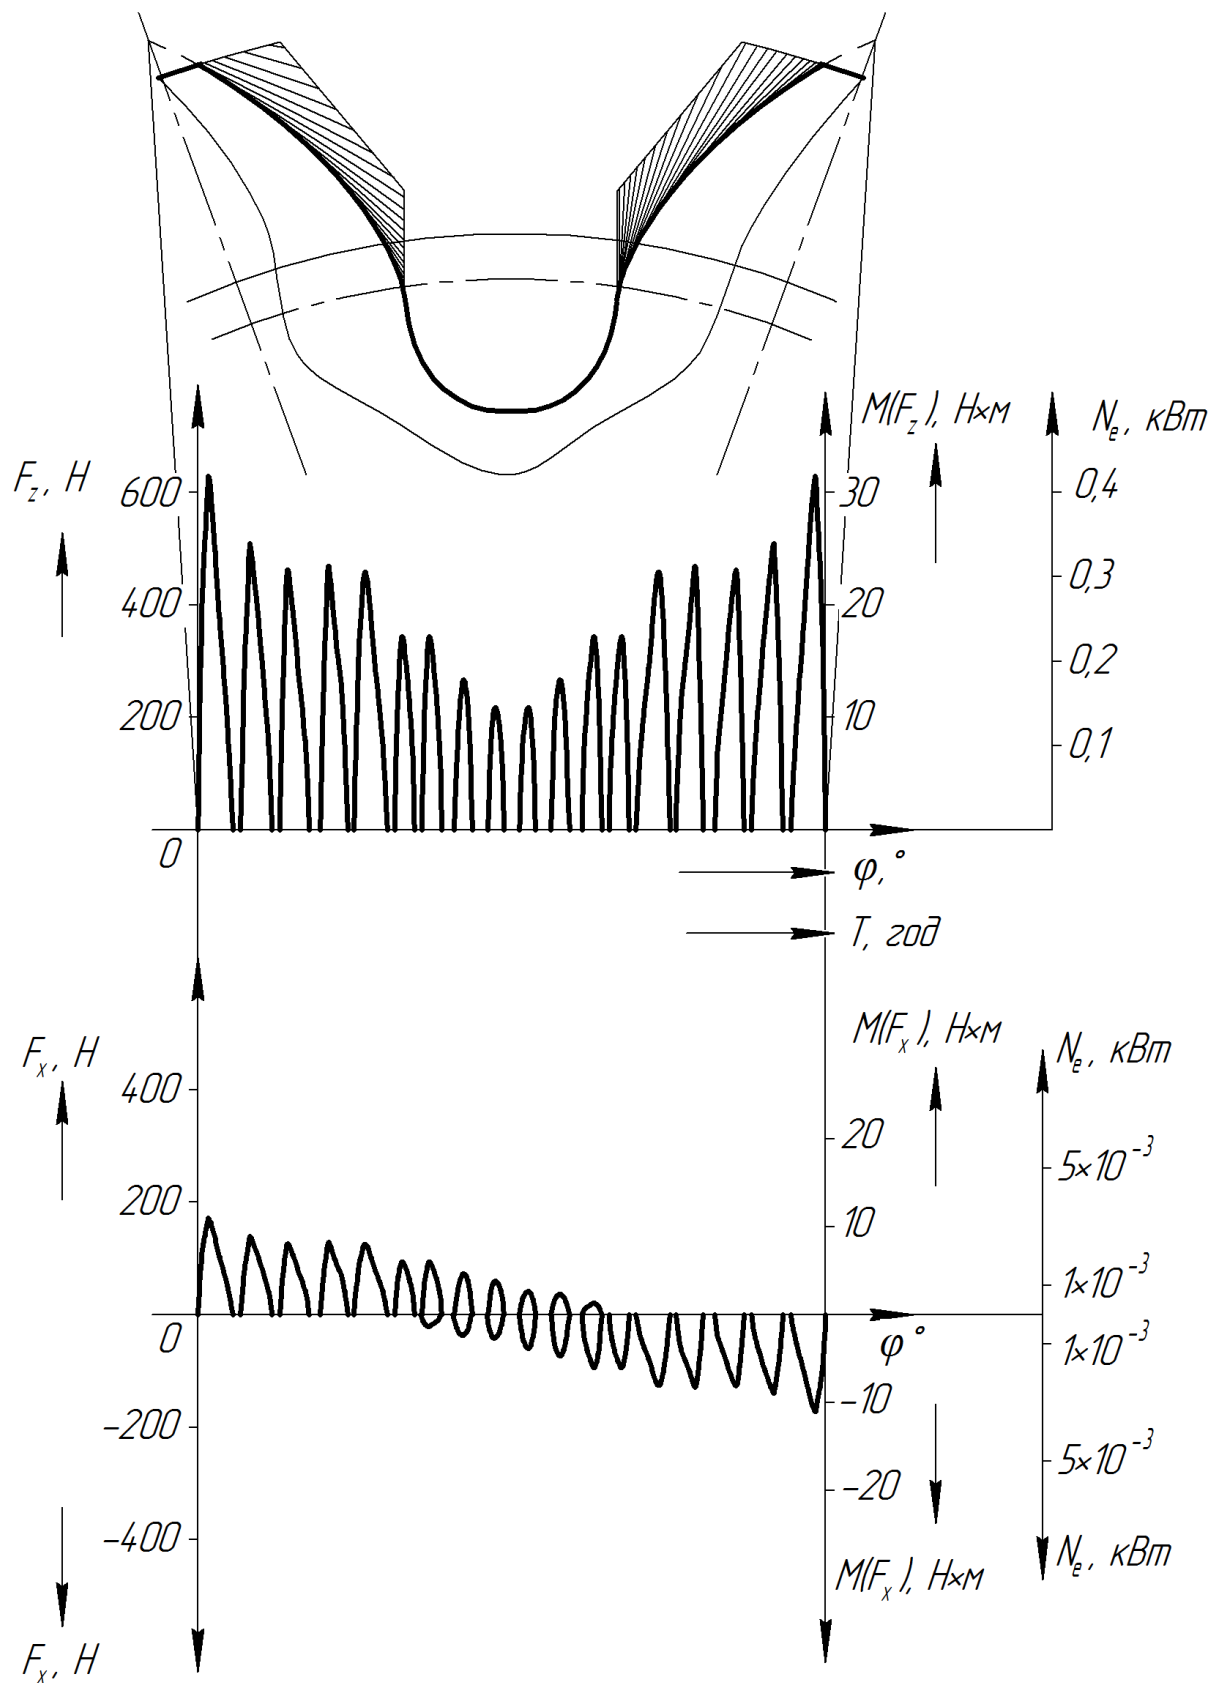 M(F_z), Н×м
N_e, кВт
F_z, Н
600
30
0,4
0,3
400
20
0,2
200
10
0,1
0
φ,°
T, год
M(F_x), Н×м
F_x, Н
N_e, кВт
400
20
5×10⁻³
200
10
1×10⁻³
0
φ°
1×10⁻³
-200
-10
5×10⁻³
-20
-400
N_e, кВт
M(F_x), Н×м
F_x, Н